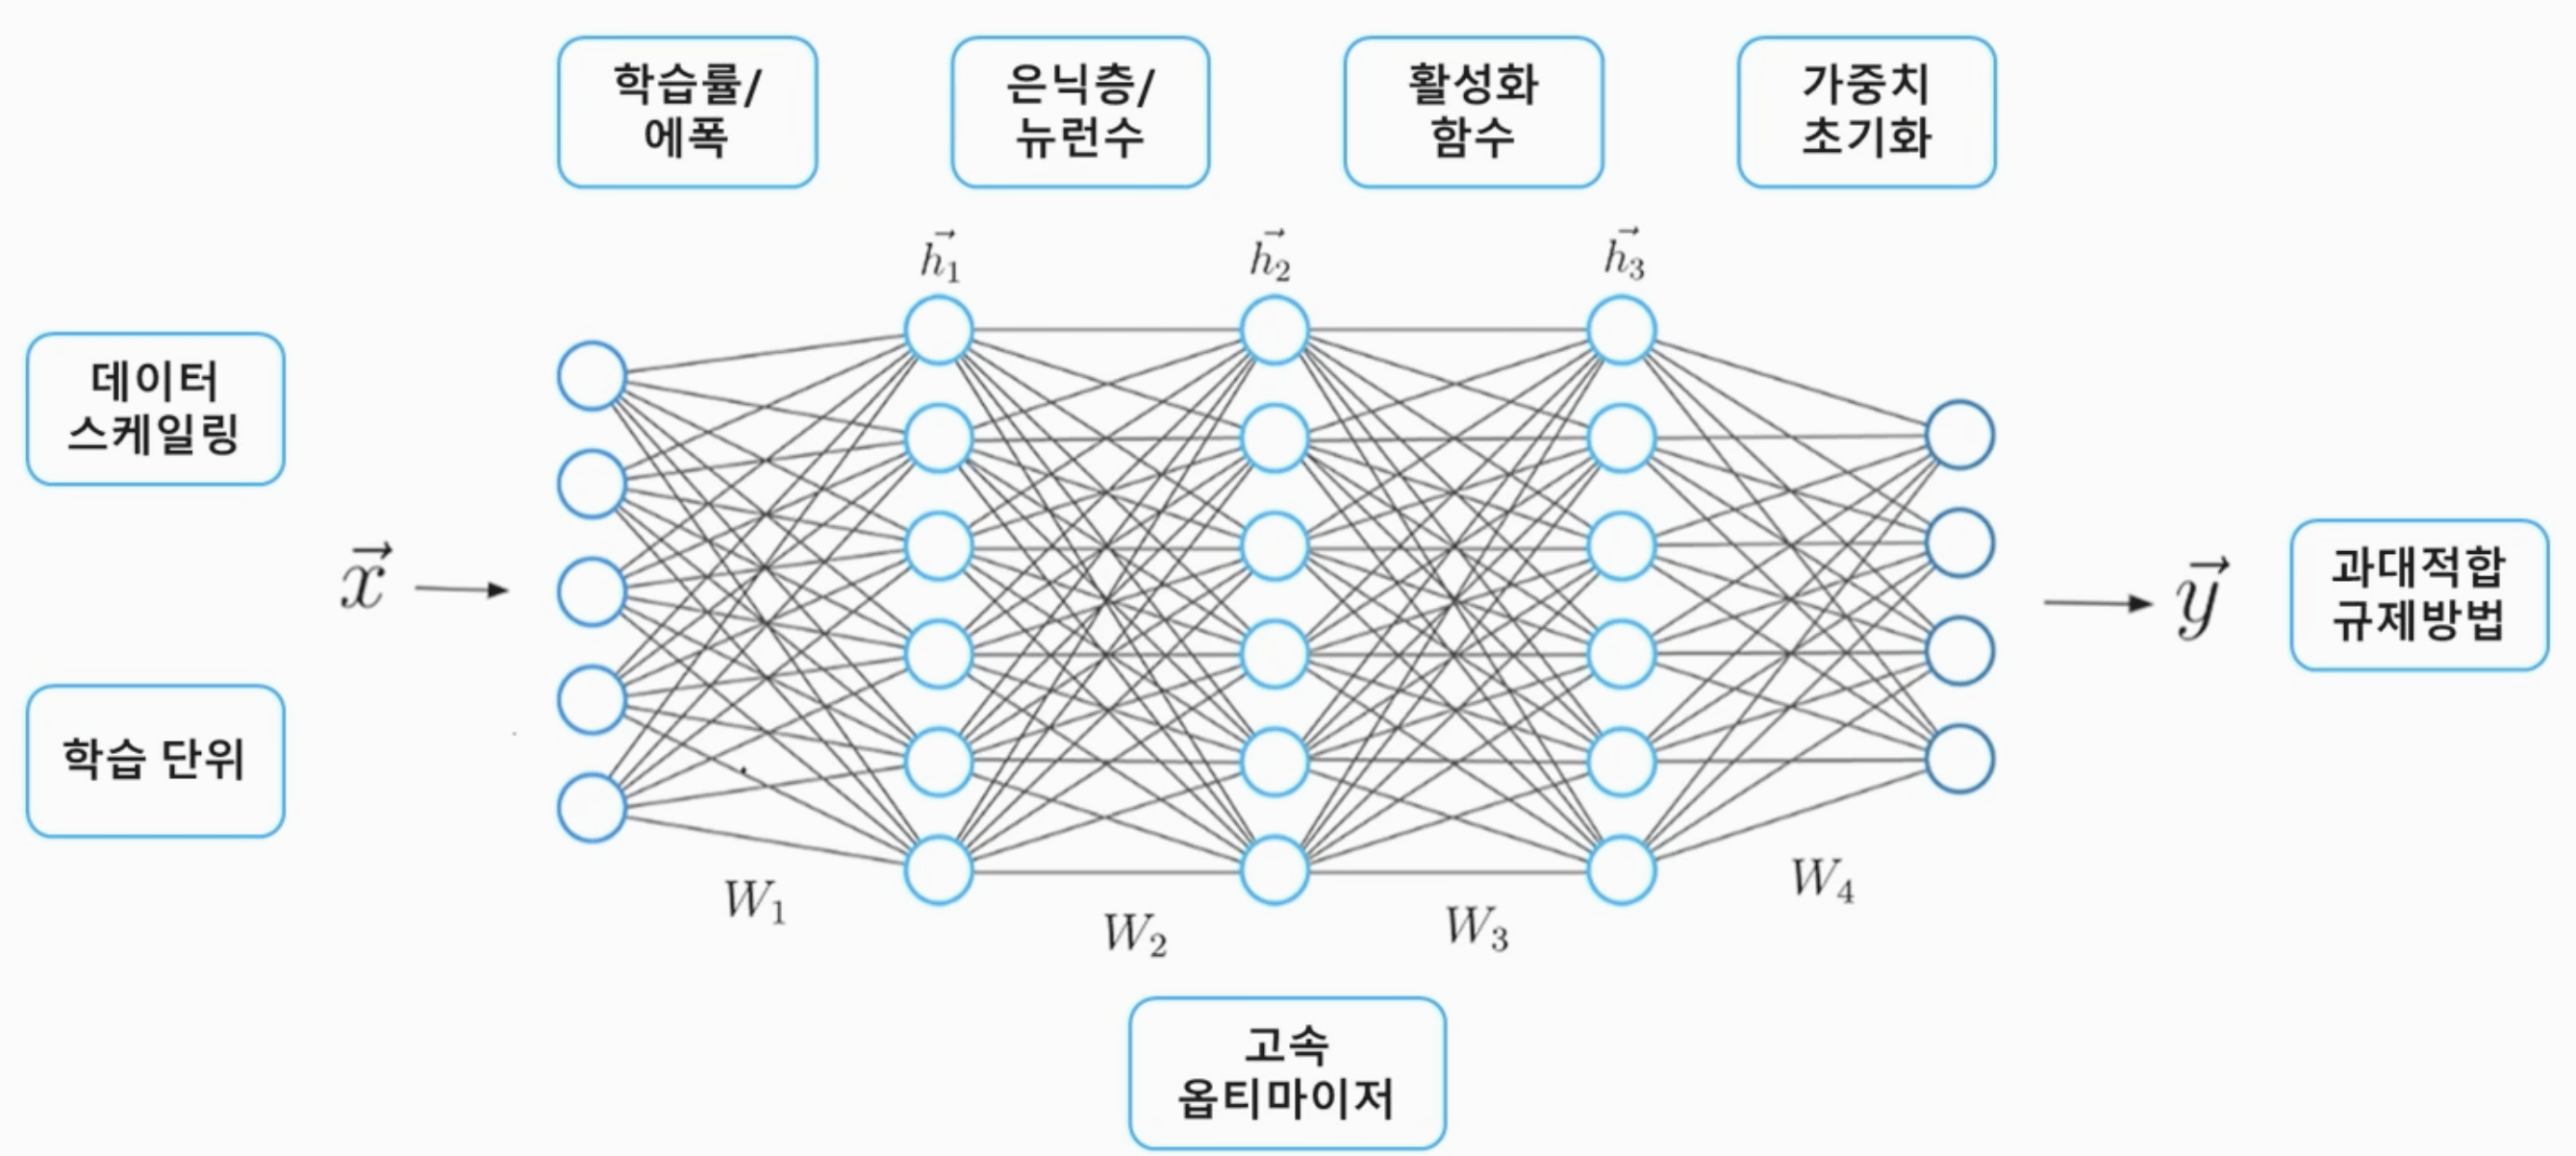 학습률/
에폭
은닉층/
뉴런수
활성화
함수
가중치
초기화
데이터
스케일링
학습 단위
$\vec{x}$
$\vec{h_1}$
$\vec{h_2}$
$\vec{h_3}$
$\vec{y}$
과대적합
규제방법
$W_1$
$W_2$
$W_3$
$W_4$
고속
옵티마이저